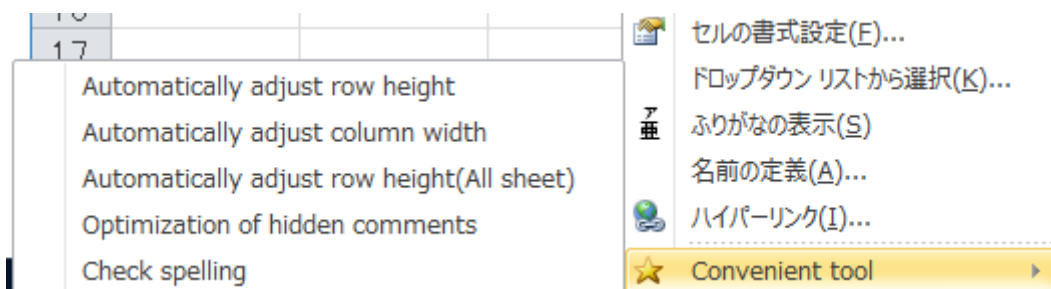 17
セルの書式設定(F)...
ドロップダウン リストから選択(K)...
ふりがなの表示(S)
名前の定義(A)...
ハイパーリンク(I)...
Convenient tool
Automatically adjust row height
Automatically adjust column width
Automatically adjust row height(All sheet)
Optimization of hidden comments
Check spelling